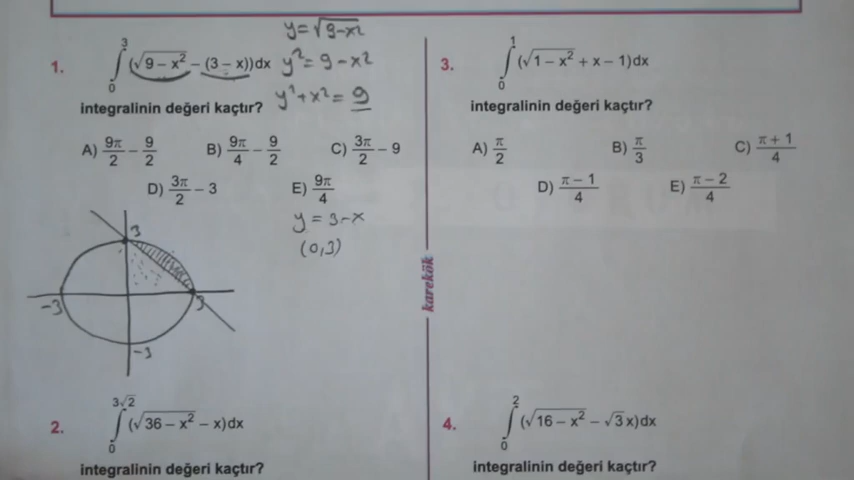 1. ∫₀³ (√(9 – x²) – (3 – x))dx
integralinin değeri kaçtır?
y = √(9-x²)
y² = 9 - x²
y² + x² = 9
A) 9π/2 – 9/2 B) 9π/4 – 9/2 C) 3π/2 – 9
D) 3π/2 – 3 E) 9π/4
y = 3-x
(0,3)
3
-3 3
-3
2. ∫₀^(3√2) (√(36 – x²) – x)dx
integralinin değeri kaçtır?
karekök
3. ∫₀¹ (√(1 – x²) + x – 1)dx
integralinin değeri kaçtır?
A) π/2 B) π/3 C) (π + 1)/4
D) (π – 1)/4 E) (π – 2)/4
4. ∫₀² (√(16 – x²) – √3 x)dx
integralinin değeri kaçtır?